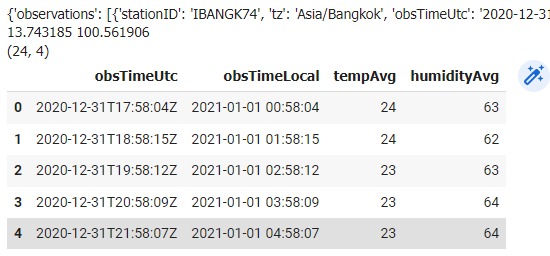 {'observations': [{'stationID': 'IBANGK74', 'tz': 'Asia/Bangkok', 'obsTimeUtc': '2020-12-31
13.743185 100.561906
(24, 4)
obsTimeUtc obsTimeLocal tempAvg humidityAvg
0 2020-12-31T17:58:04Z 2021-01-01 00:58:04 24 63
1 2020-12-31T18:58:15Z 2021-01-01 01:58:15 24 62
2 2020-12-31T19:58:12Z 2021-01-01 02:58:12 23 63
3 2020-12-31T20:58:09Z 2021-01-01 03:58:09 23 64
4 2020-12-31T21:58:07Z 2021-01-01 04:58:07 23 64